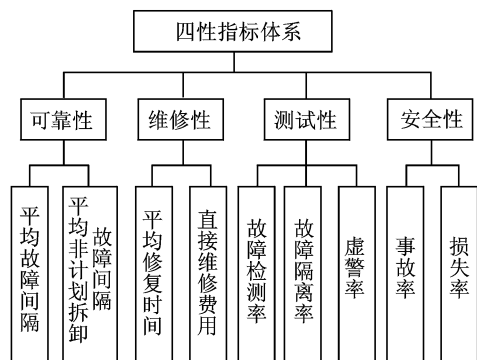 四性指标体系
可靠性
维修性
测试性
安全性
平均故障间隔
平均非计划拆卸
故障间隔
平均修复时间
直接维修费用
故障检测率
故障隔离率
虚警率
事故率
损失率